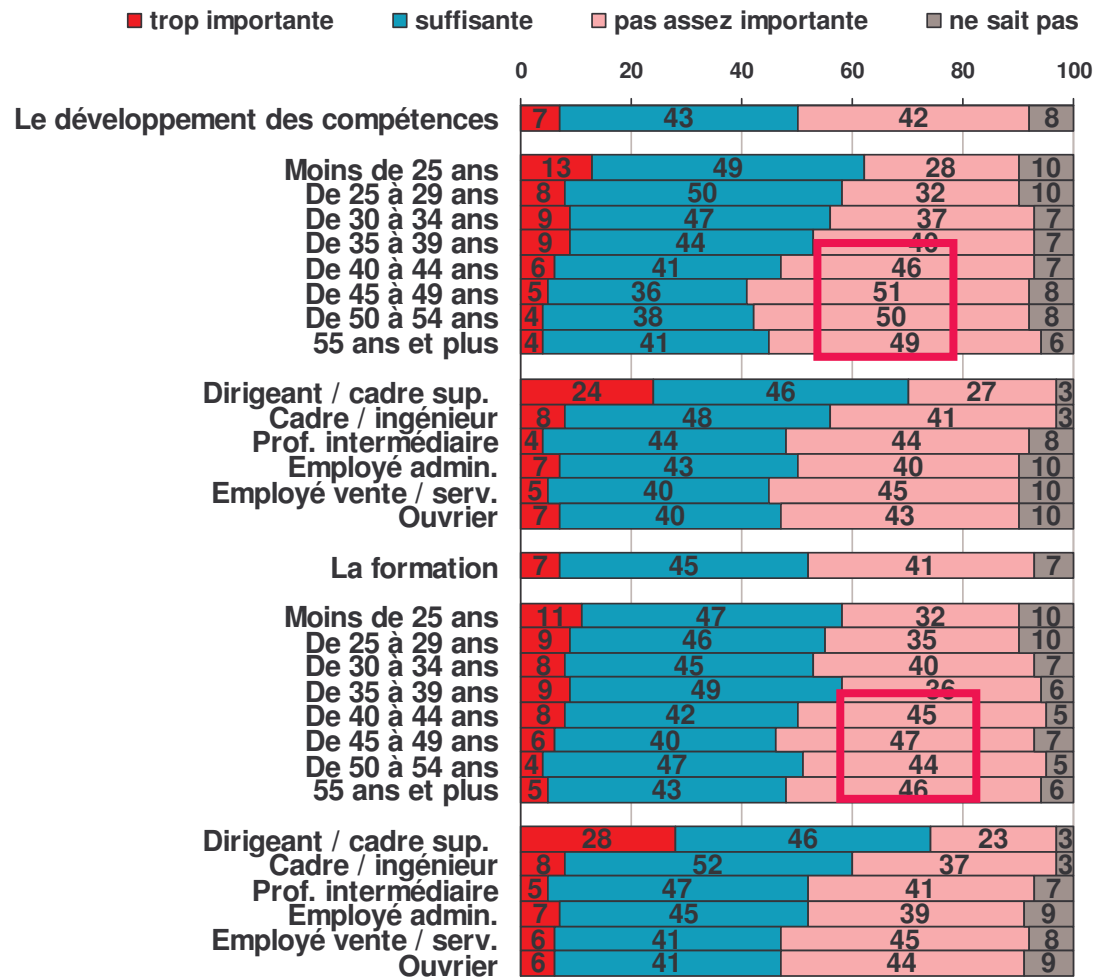 trop importante suffisante pas assez importante ne sait pas
0 20 40 60 80 100
Le développement des compétences 7 43 42 8
Moins de 25 ans 13 49 28 10
De 25 à 29 ans 8 50 32 10
De 30 à 34 ans 9 47 37 7
De 35 à 39 ans 9 44 40 7
De 40 à 44 ans 6 41 46 7
De 45 à 49 ans 5 36 51 8
De 50 à 54 ans 4 38 50 8
55 ans et plus 4 41 49 6
Dirigeant / cadre sup. 24 46 27 3
Cadre / ingénieur 8 48 41 3
Prof. intermédiaire 4 44 44 8
Employé admin. 7 43 40 10
Employé vente / serv. 5 40 45 10
Ouvrier 7 40 43 10
La formation 7 45 41 7
Moins de 25 ans 11 47 32 10
De 25 à 29 ans 9 46 35 10
De 30 à 34 ans 8 45 40 7
De 35 à 39 ans 9 49 36 6
De 40 à 44 ans 8 42 45 5
De 45 à 49 ans 6 40 47 7
De 50 à 54 ans 4 47 44 5
55 ans et plus 5 43 46 6
Dirigeant / cadre sup. 28 46 23 3
Cadre / ingénieur 8 52 37 3
Prof. intermédiaire 5 47 41 7
Employé admin. 7 45 39 9
Employé vente / serv. 6 41 45 8
Ouvrier 6 41 44 9